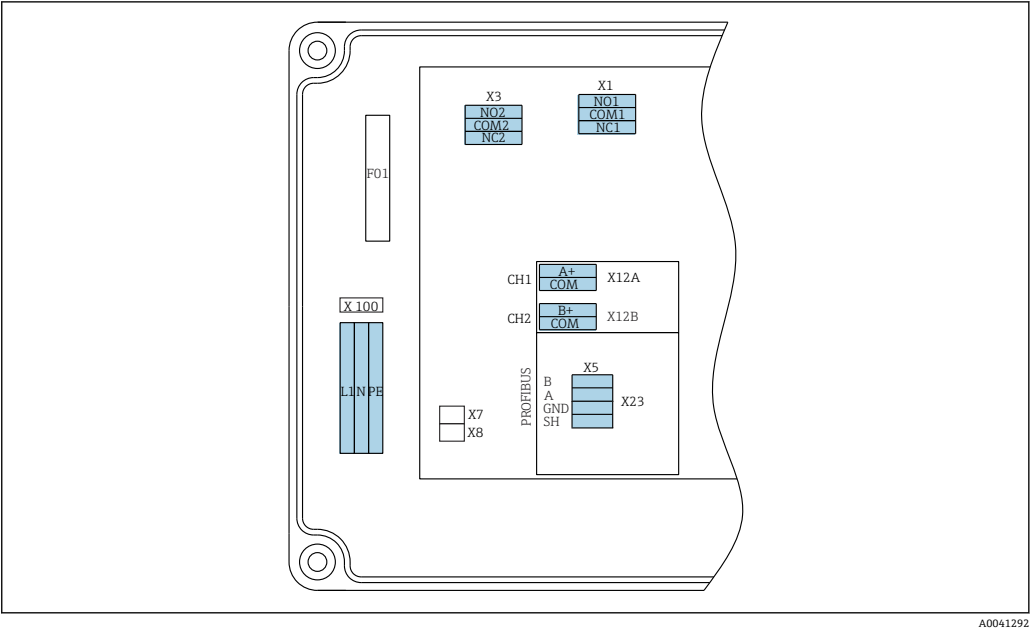 X3
X1
NO2
COM2
NC2
NO1
COM1
NC1
F01
CH1
A+
COM
X12A
CH2
B+
COM
X12B
X 100
L1 N PE
X7
X8
PROFIBUS
X5
B
A
GND
SH
X23
A0041292